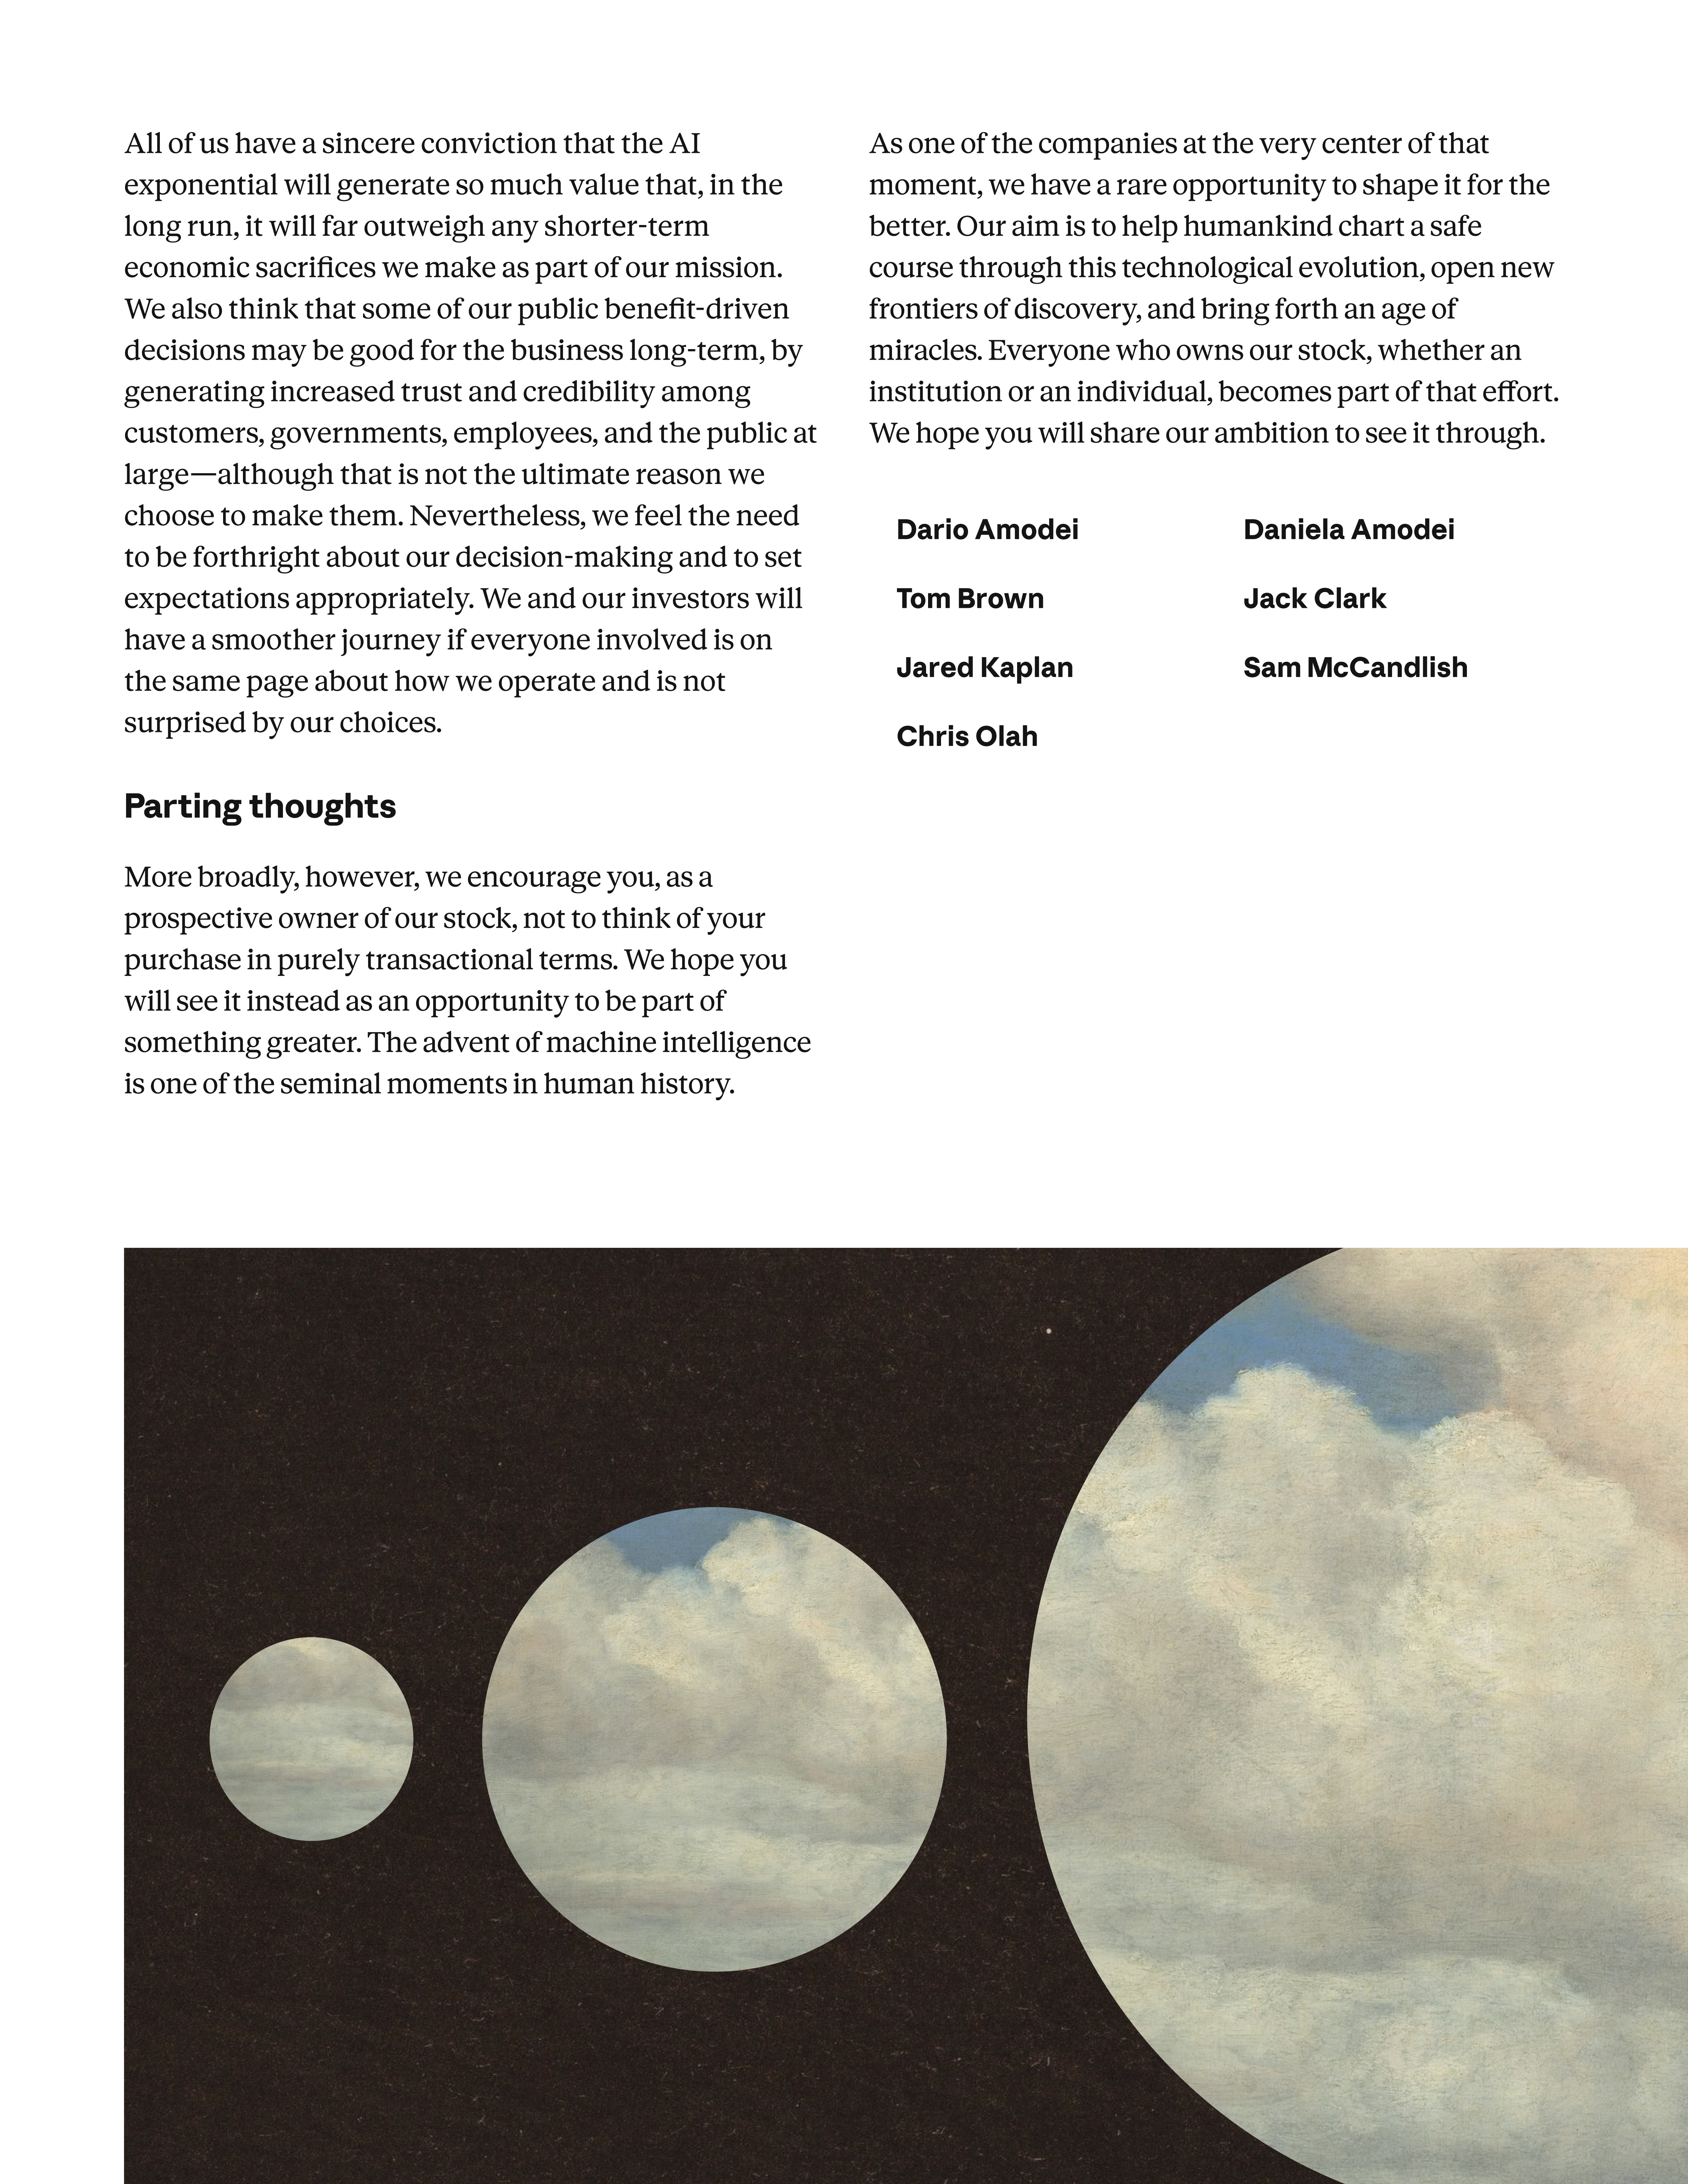 All of us have a sincere conviction that the AI
exponential will generate so much value that, in the
long run, it will far outweigh any shorter-term
economic sacrifices we make as part of our mission.
We also think that some of our public benefit-driven
decisions may be good for the business long-term, by
generating increased trust and credibility among
customers, governments, employees, and the public at
large—although that is not the ultimate reason we
choose to make them. Nevertheless, we feel the need
to be forthright about our decision-making and to set
expectations appropriately. We and our investors will
have a smoother journey if everyone involved is on
the same page about how we operate and is not
surprised by our choices.
Parting thoughts
More broadly, however, we encourage you, as a
prospective owner of our stock, not to think of your
purchase in purely transactional terms. We hope you
will see it instead as an opportunity to be part of
something greater. The advent of machine intelligence
is one of the seminal moments in human history.
As one of the companies at the very center of that
moment, we have a rare opportunity to shape it for the
better. Our aim is to help humankind chart a safe
course through this technological evolution, open new
frontiers of discovery, and bring forth an age of
miracles. Everyone who owns our stock, whether an
institution or an individual, becomes part of that effort.
We hope you will share our ambition to see it through.
Dario Amodei
Daniela Amodei
Tom Brown
Jack Clark
Jared Kaplan
Sam McCandlish
Chris Olah